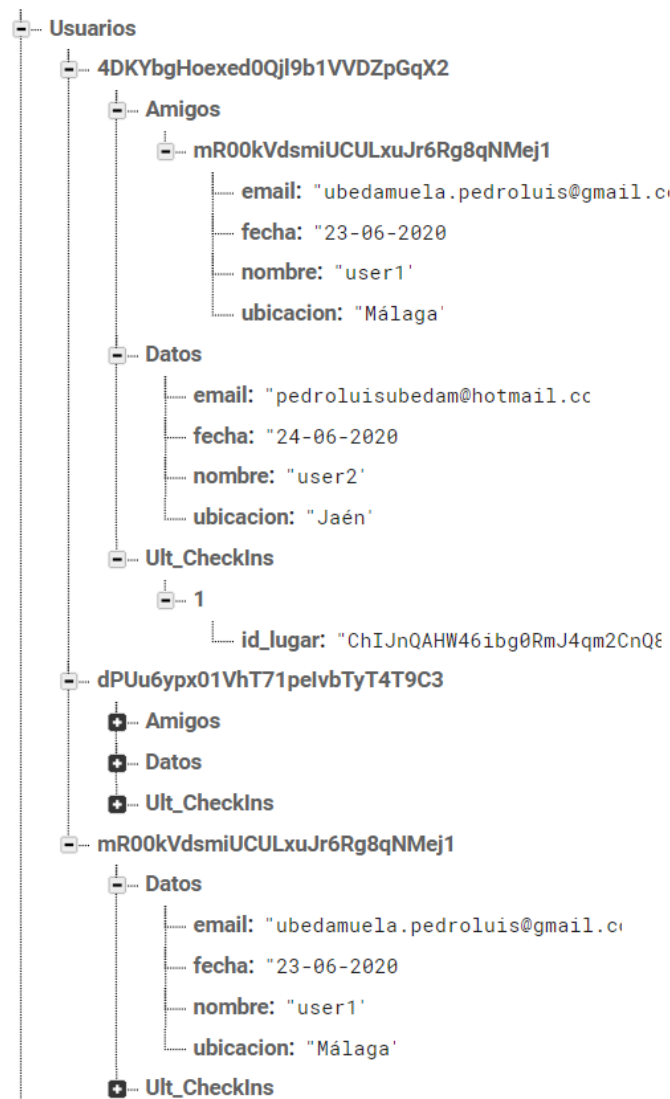 Usuarios
4DKYbgHoexed0Qjl9b1VVDZpGqX2
Amigos
mR00kVdsmiUCULxuJr6Rg8qNMej1
email: "ubedamuela.pedroluis@gmail.c
fecha: "23-06-2020
nombre: "user1'
ubicacion: "Málaga'
Datos
email: "pedroluisubedam@hotmail.cc
fecha: "24-06-2020
nombre: "user2'
ubicacion: "Jaén'
Ult_CheckIns
1
id_lugar: "ChIJnQAHW46ibg0RmJ4qm2CnQ8
dPUu6ypx01VhT71peIvbTyT4T9C3
Amigos
Datos
Ult_CheckIns
mR00kVdsmiUCULxuJr6Rg8qNMej1
Datos
email: "ubedamuela.pedroluis@gmail.c
fecha: "23-06-2020
nombre: "user1'
ubicacion: "Málaga'
Ult_CheckIns